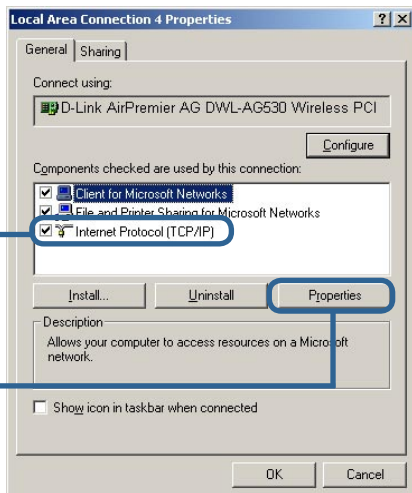 Local Area Connection 4 Properties
General Sharing
Connect using:
D-Link AirPremier AG DWL-AG530 Wireless PCI
Configure
Components checked are used by this connection:
Client for Microsoft Networks
File and Printer Sharing for Microsoft Networks
Internet Protocol (TCP/IP)
Install... Uninstall Properties
Description
Allows your computer to access resources on a Microsoft
network.
Show icon in taskbar when connected
OK Cancel